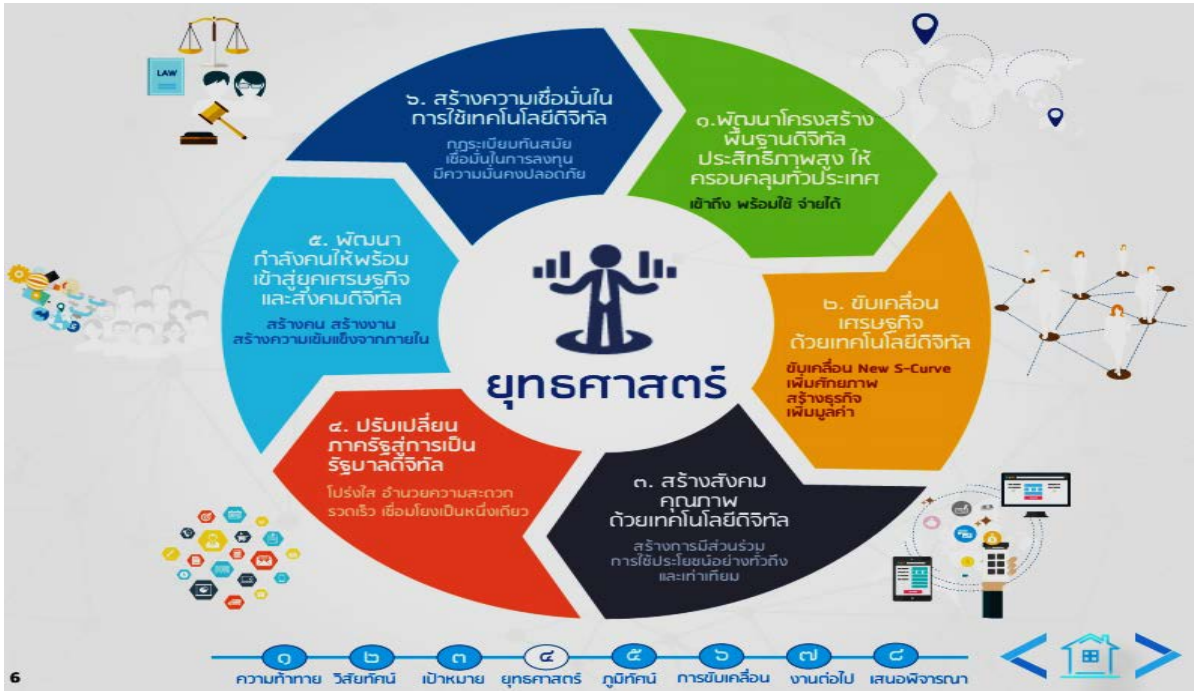 LAW
๖. สร้างความเชื่อมั่นใน
การใช้เทคโนโลยีดิจิทัล
กฎระเบียบทันสมัย
เชื่อมั่นในการลงทุน
มีความมั่นคงปลอดภัย
๑.พัฒนาโครงสร้าง
พื้นฐานดิจิทัล
ประสิทธิภาพสูง ให้
ครอบคลุมทั่วประเทศ
เข้าถึง พร้อมใช้ จ่ายได้
๕. พัฒนา
กำลังคนให้พร้อม
เข้าสู่ยุคเศรษฐกิจ
และสังคมดิจิทัล
สร้างคน สร้างงาน
สร้างความเข้มแข็งจากภายใน
๒. ขับเคลื่อน
เศรษฐกิจ
ด้วยเทคโนโลยีดิจิทัล
ขับเคลื่อน New S-Curve
เพิ่มศักยภาพ
สร้างธุรกิจ
เพิ่มมูลค่า
ยุทธศาสตร์
๔. ปรับเปลี่ยน
ภาครัฐสู่การเป็น
รัฐบาลดิจิทัล
โปร่งใส อำนวยความสะดวก
รวดเร็ว เชื่อมโยงเป็นหนึ่งเดียว
๓. สร้างสังคม
คุณภาพ
ด้วยเทคโนโลยีดิจิทัล
สร้างการมีส่วนร่วม
การใช้ประโยชน์อย่างทั่วถึง
และเท่าเทียม
๑ ๒ ๓ ๔ ๕ ๖ ๗ ๘
ความท้าทาย วิสัยทัศน์ เป้าหมาย ยุทธศาสตร์ ภูมิทัศน์ การขับเคลื่อน งานต่อไป เสนอพิจารณา
6